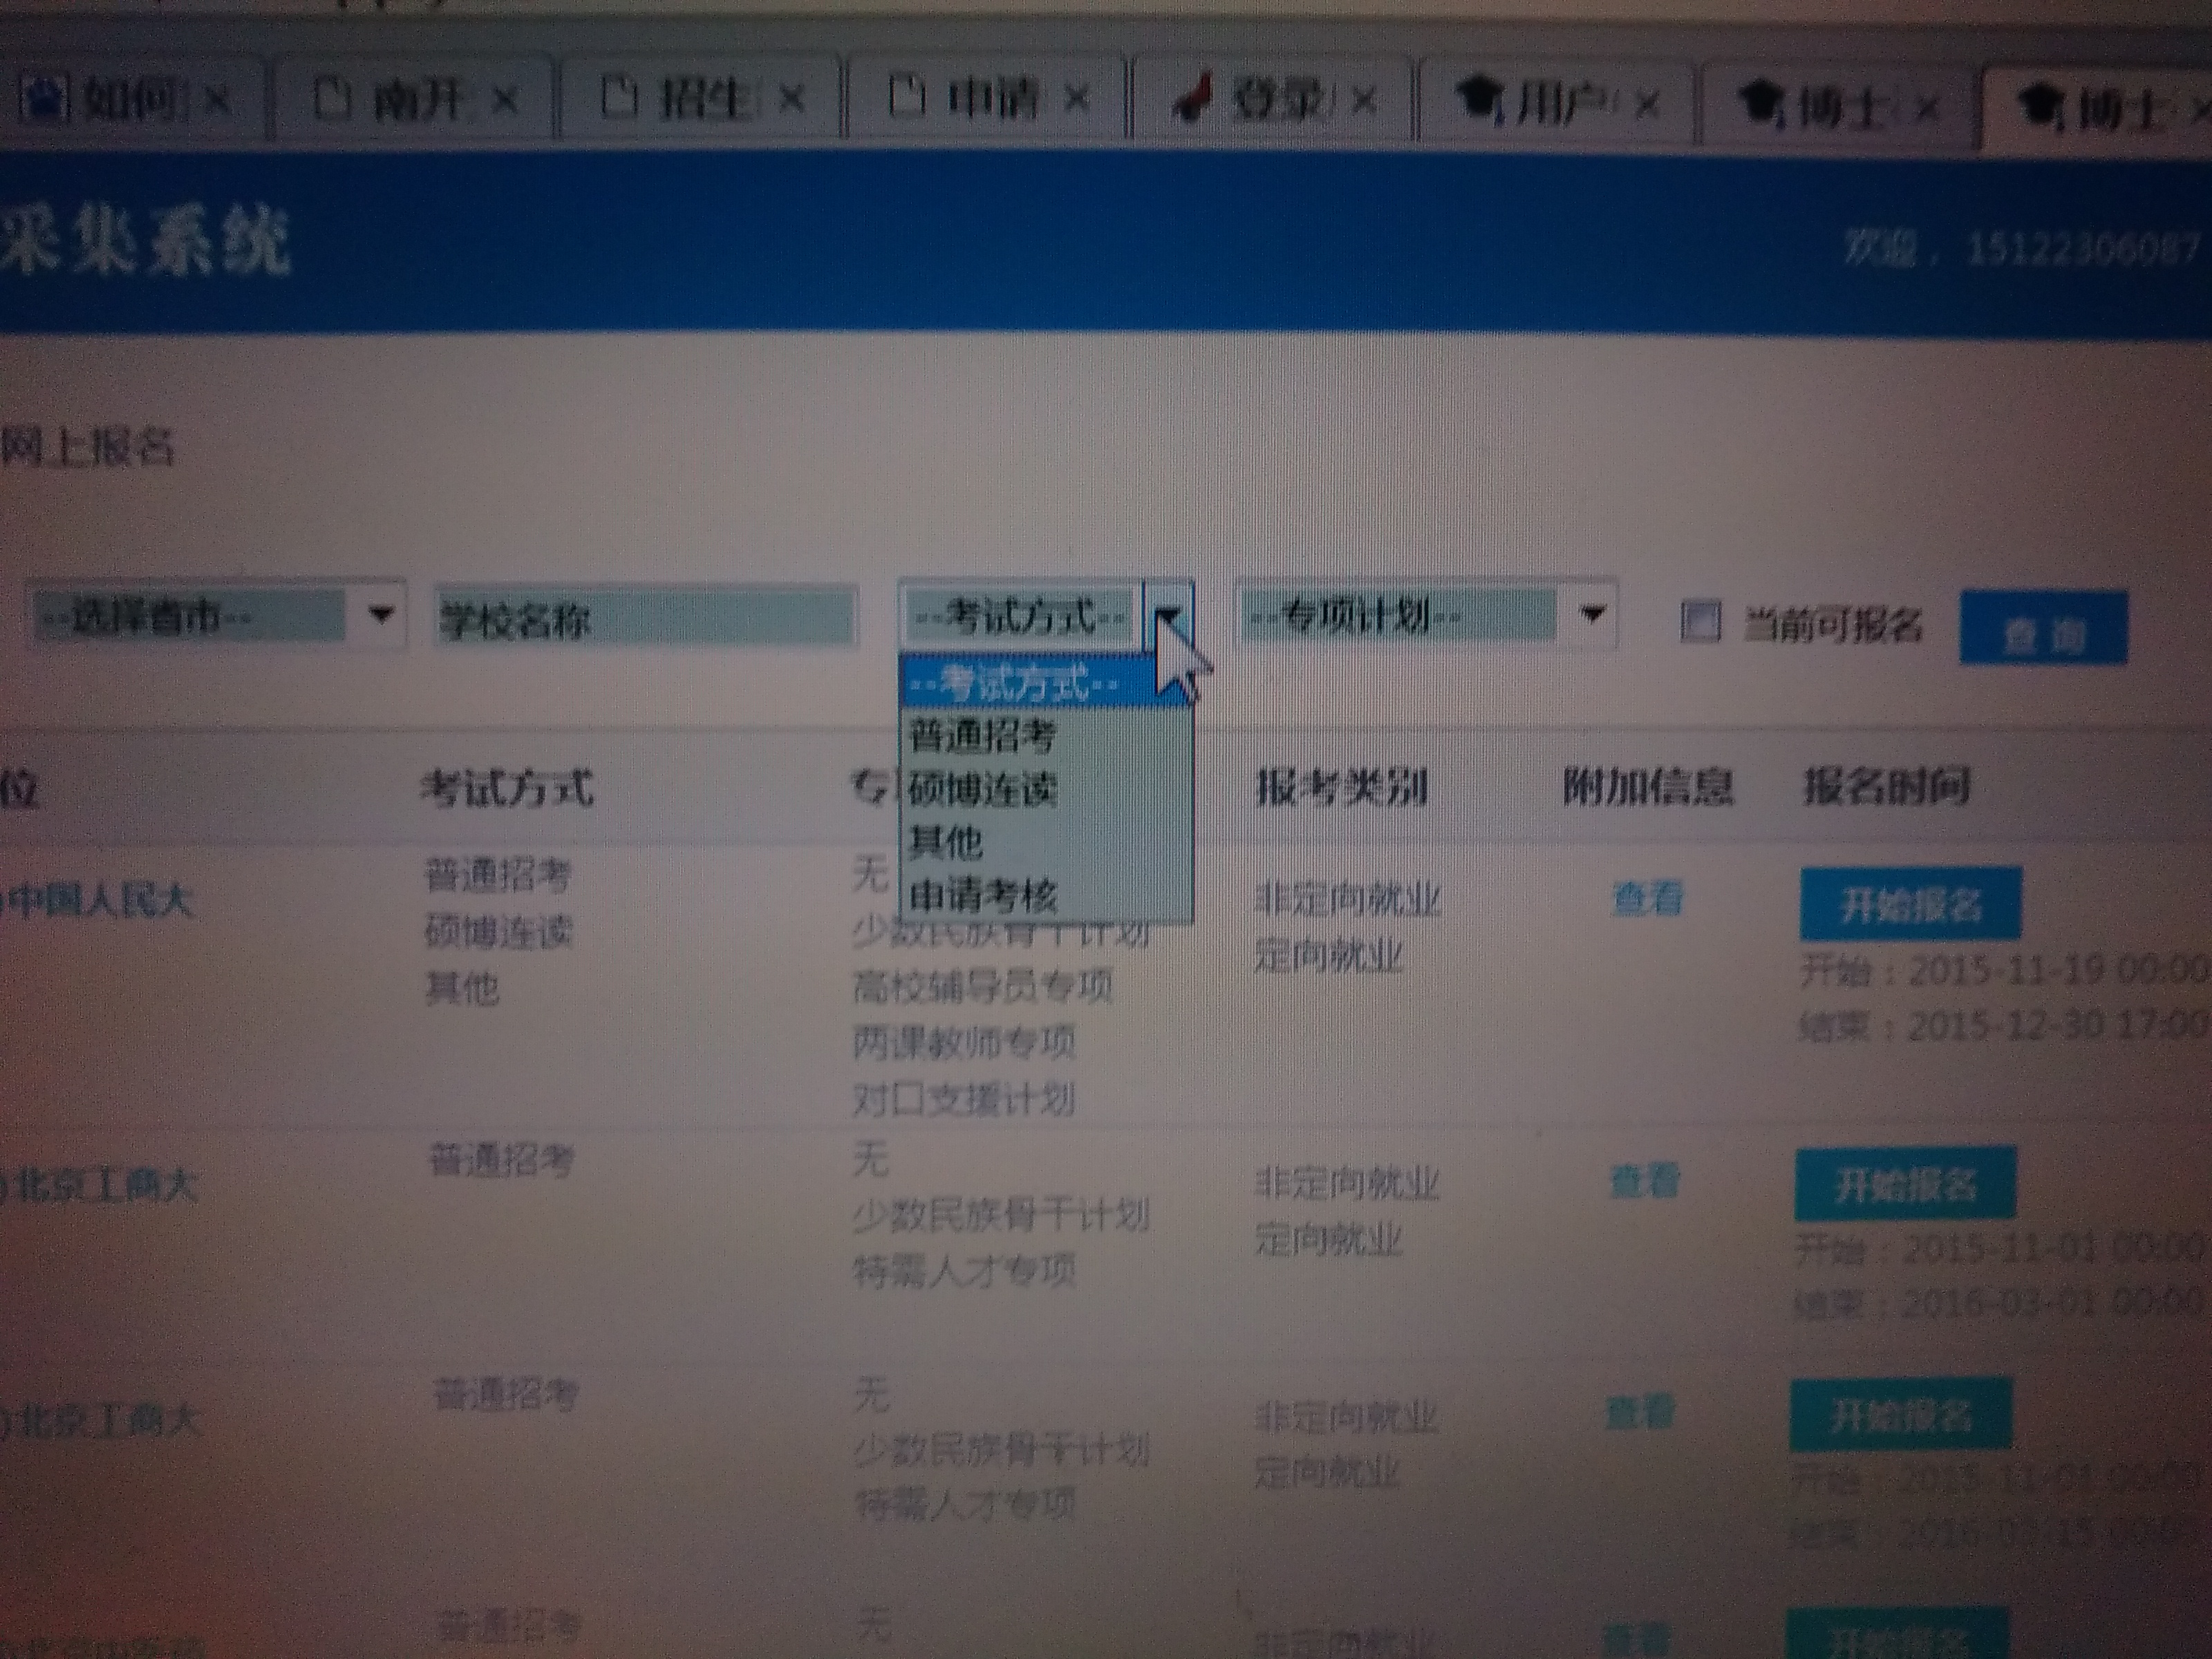 如何 南开 招生 申请 登录 用户 博士 博士
采集系统
欢迎，15122306087
网上报名
--选择省市-- 学校名称 --考试方式-- --专项计划-- 当前可报名 查 询
--考试方式--
普通招考
硕博连读
其他
申请考核
位 考试方式 专 报考类别 附加信息 报名时间
)中国人民大 普通招考 无 非定向就业 查看 开始报名
硕博连读 少数民族骨干计划 定向就业 开始：2015-11-19 00:00
其他 高校辅导员专项 结束：2015-12-30 17:00
两课教师专项
对口支援计划
)北京工商大 普通招考 无 非定向就业 查看 开始报名
少数民族骨干计划 定向就业 开始：2015-11-01 00:00
特需人才专项 结束：2016-03-01 00:00
)北京工商大 普通招考 无 非定向就业 查看 开始报名
少数民族骨干计划 定向就业 开始：2015-11-01 00:00
特需人才专项 结束：2016-03-15 00:0
普通招考 无 非定向就业 查看 开始报名